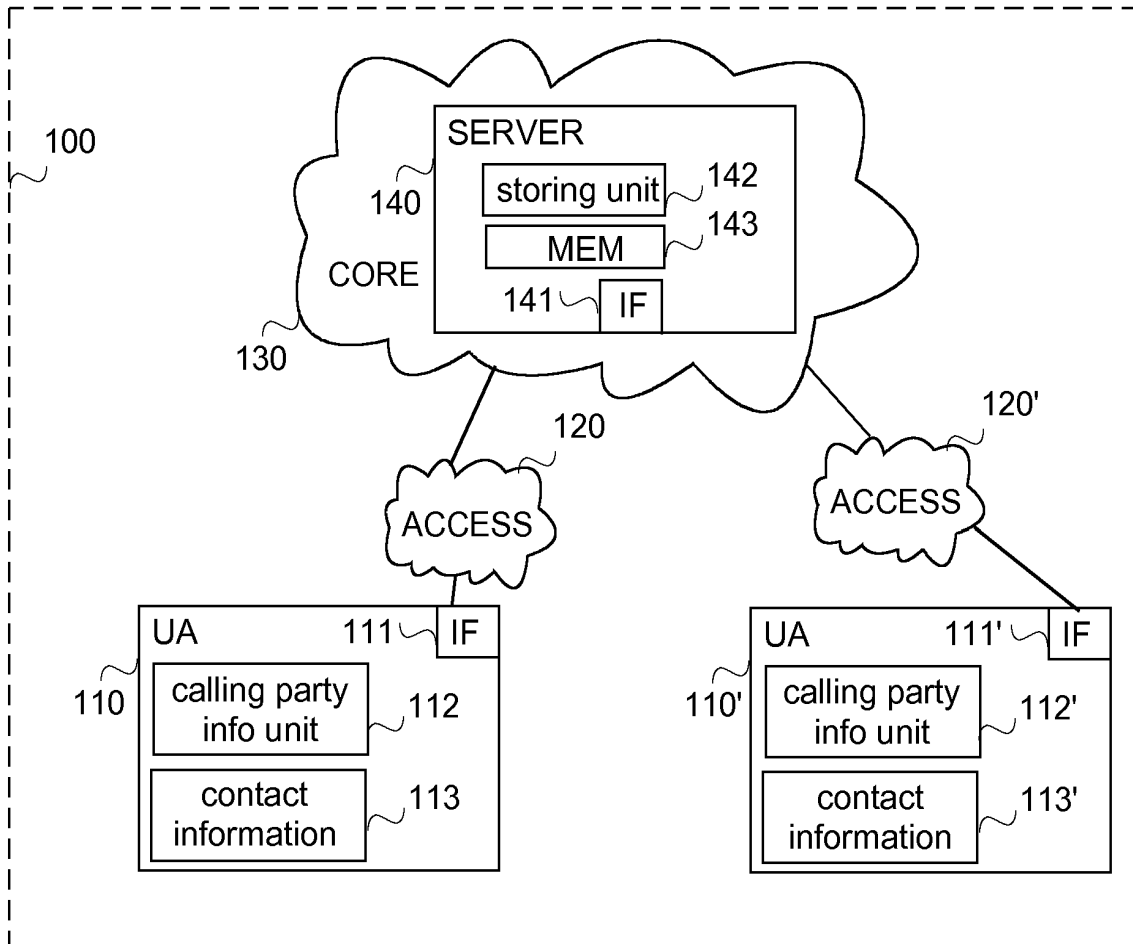 100
SERVER
140
storing unit
142
MEM
143
CORE
141
IF
130
120
ACCESS
120'
ACCESS
UA
111
IF
110
calling party
info unit
112
contact
information
113
UA
111'
IF
110'
calling party
info unit
112'
contact
information
113'